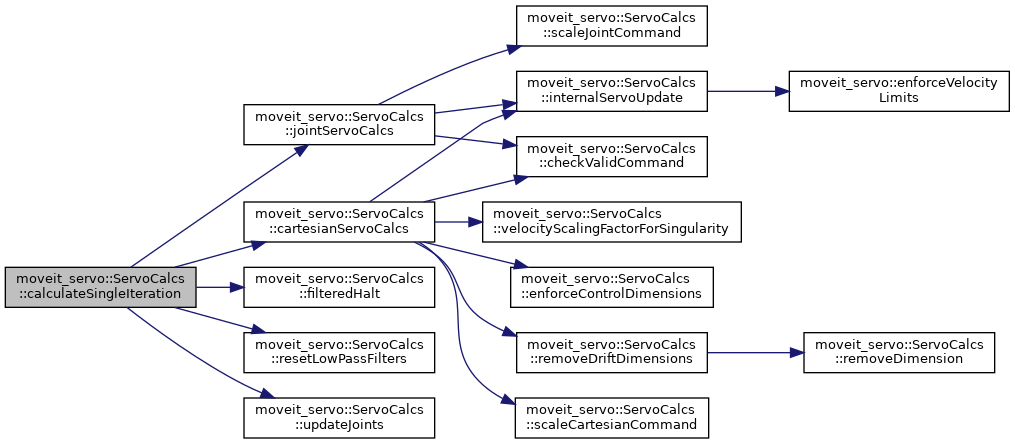 moveit_servo::ServoCalcs
::calculateSingleIteration
moveit_servo::ServoCalcs
::jointServoCalcs
moveit_servo::ServoCalcs
::cartesianServoCalcs
moveit_servo::ServoCalcs
::filteredHalt
moveit_servo::ServoCalcs
::resetLowPassFilters
moveit_servo::ServoCalcs
::updateJoints
moveit_servo::ServoCalcs
::scaleJointCommand
moveit_servo::ServoCalcs
::internalServoUpdate
moveit_servo::ServoCalcs
::checkValidCommand
moveit_servo::ServoCalcs
::velocityScalingFactorForSingularity
moveit_servo::ServoCalcs
::enforceControlDimensions
moveit_servo::ServoCalcs
::removeDriftDimensions
moveit_servo::ServoCalcs
::scaleCartesianCommand
moveit_servo::enforceVelocity
Limits
moveit_servo::ServoCalcs
::removeDimension